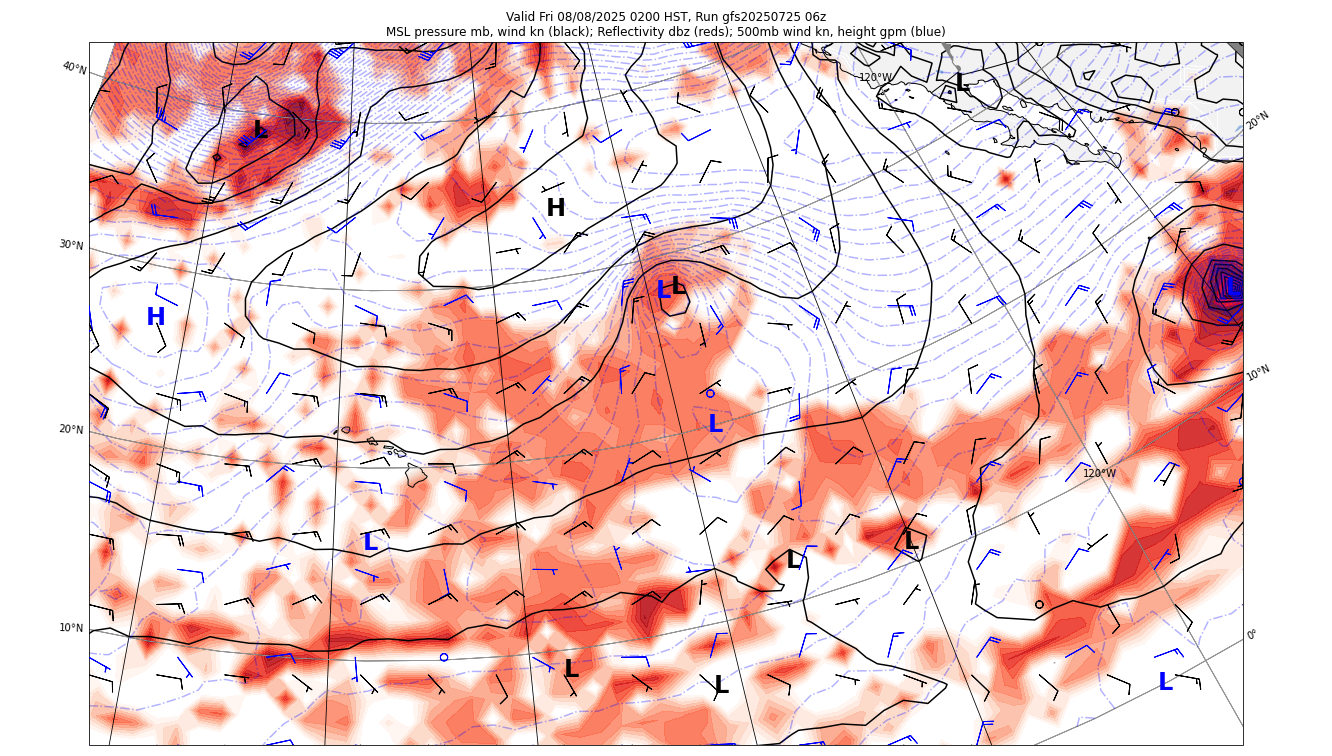 Valid Fri 08/08/2025 0200 HST, Run gfs20250725 06z
MSL pressure mb, wind kn (black); Reflectivity dbz (reds); 500mb wind kn, height gpm (blue)
40°N
120°W
L
20°N
L
H
30°N
L
L
H
10°N
20°N
L
120°W
L
L
L
10°N
0°
L
L
L